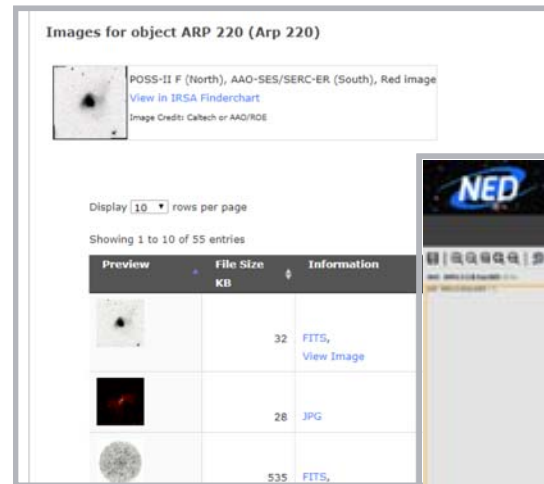 Images for object ARP 220 (Arp 220)
POSS-II F (North), AAO-SES/SERC-ER (South), Red image
View in IRSA Finderchart
Image Credit: Caltech or AAO/ROE
Display 10 rows per page
Showing 1 to 10 of 55 entries
Preview File Size KB Information
32 FITS,
View Image
28 JPG
535 FITS,
NED